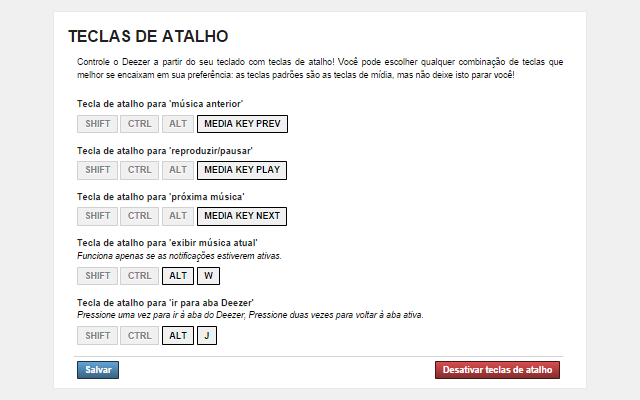 TECLAS DE ATALHO
Controle o Deezer a partir do seu teclado com teclas de atalho! Você pode escolher qualquer combinação de teclas que
melhor se encaixam em sua preferência: as teclas padrões são as teclas de mídia, mas não deixe isto parar você!
Tecla de atalho para 'música anterior'
SHIFT CTRL ALT MEDIA KEY PREV
Tecla de atalho para 'reproduzir/pausar'
SHIFT CTRL ALT MEDIA KEY PLAY
Tecla de atalho para 'próxima música'
SHIFT CTRL ALT MEDIA KEY NEXT
Tecla de atalho para 'exibir música atual'
Funciona apenas se as notificações estiverem ativas.
SHIFT CTRL ALT W
Tecla de atalho para 'ir para aba Deezer'
Pressione uma vez para ir à aba do Deezer, Pressione duas vezes para voltar à aba ativa.
SHIFT CTRL ALT J
Salvar Desativar teclas de atalho